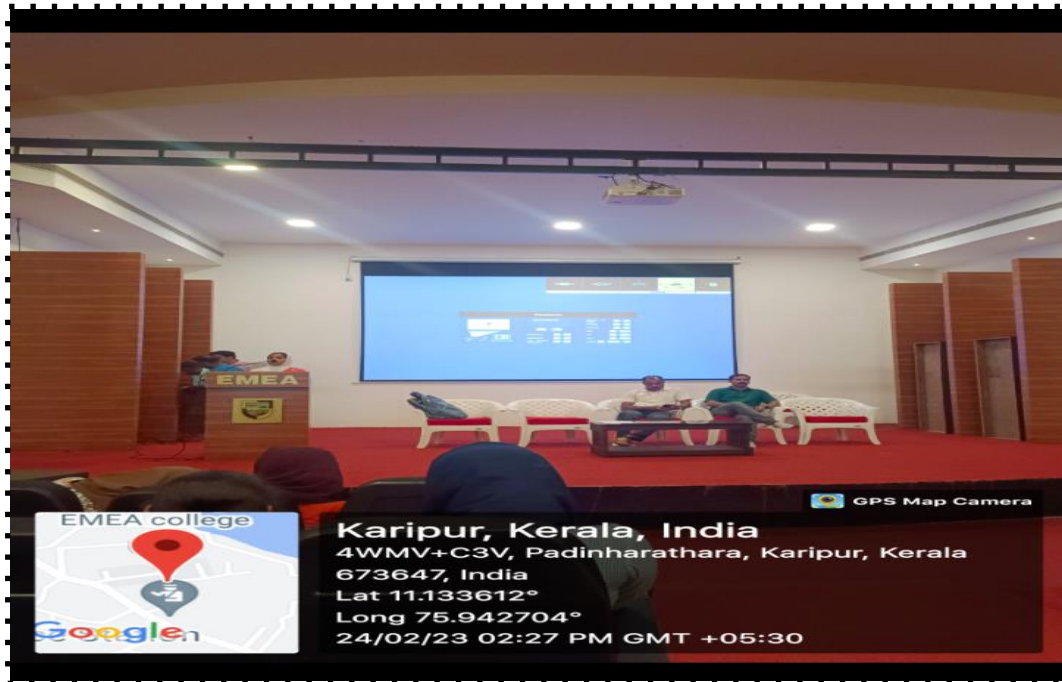 EMEA
GPS Map Camera
EMEA college
Google
Karipur, Kerala, India
4WMV+C3V, Padinharathara, Karipur, Kerala
673647, India
Lat 11.133612°
Long 75.942704°
24/02/23 02:27 PM GMT +05:30